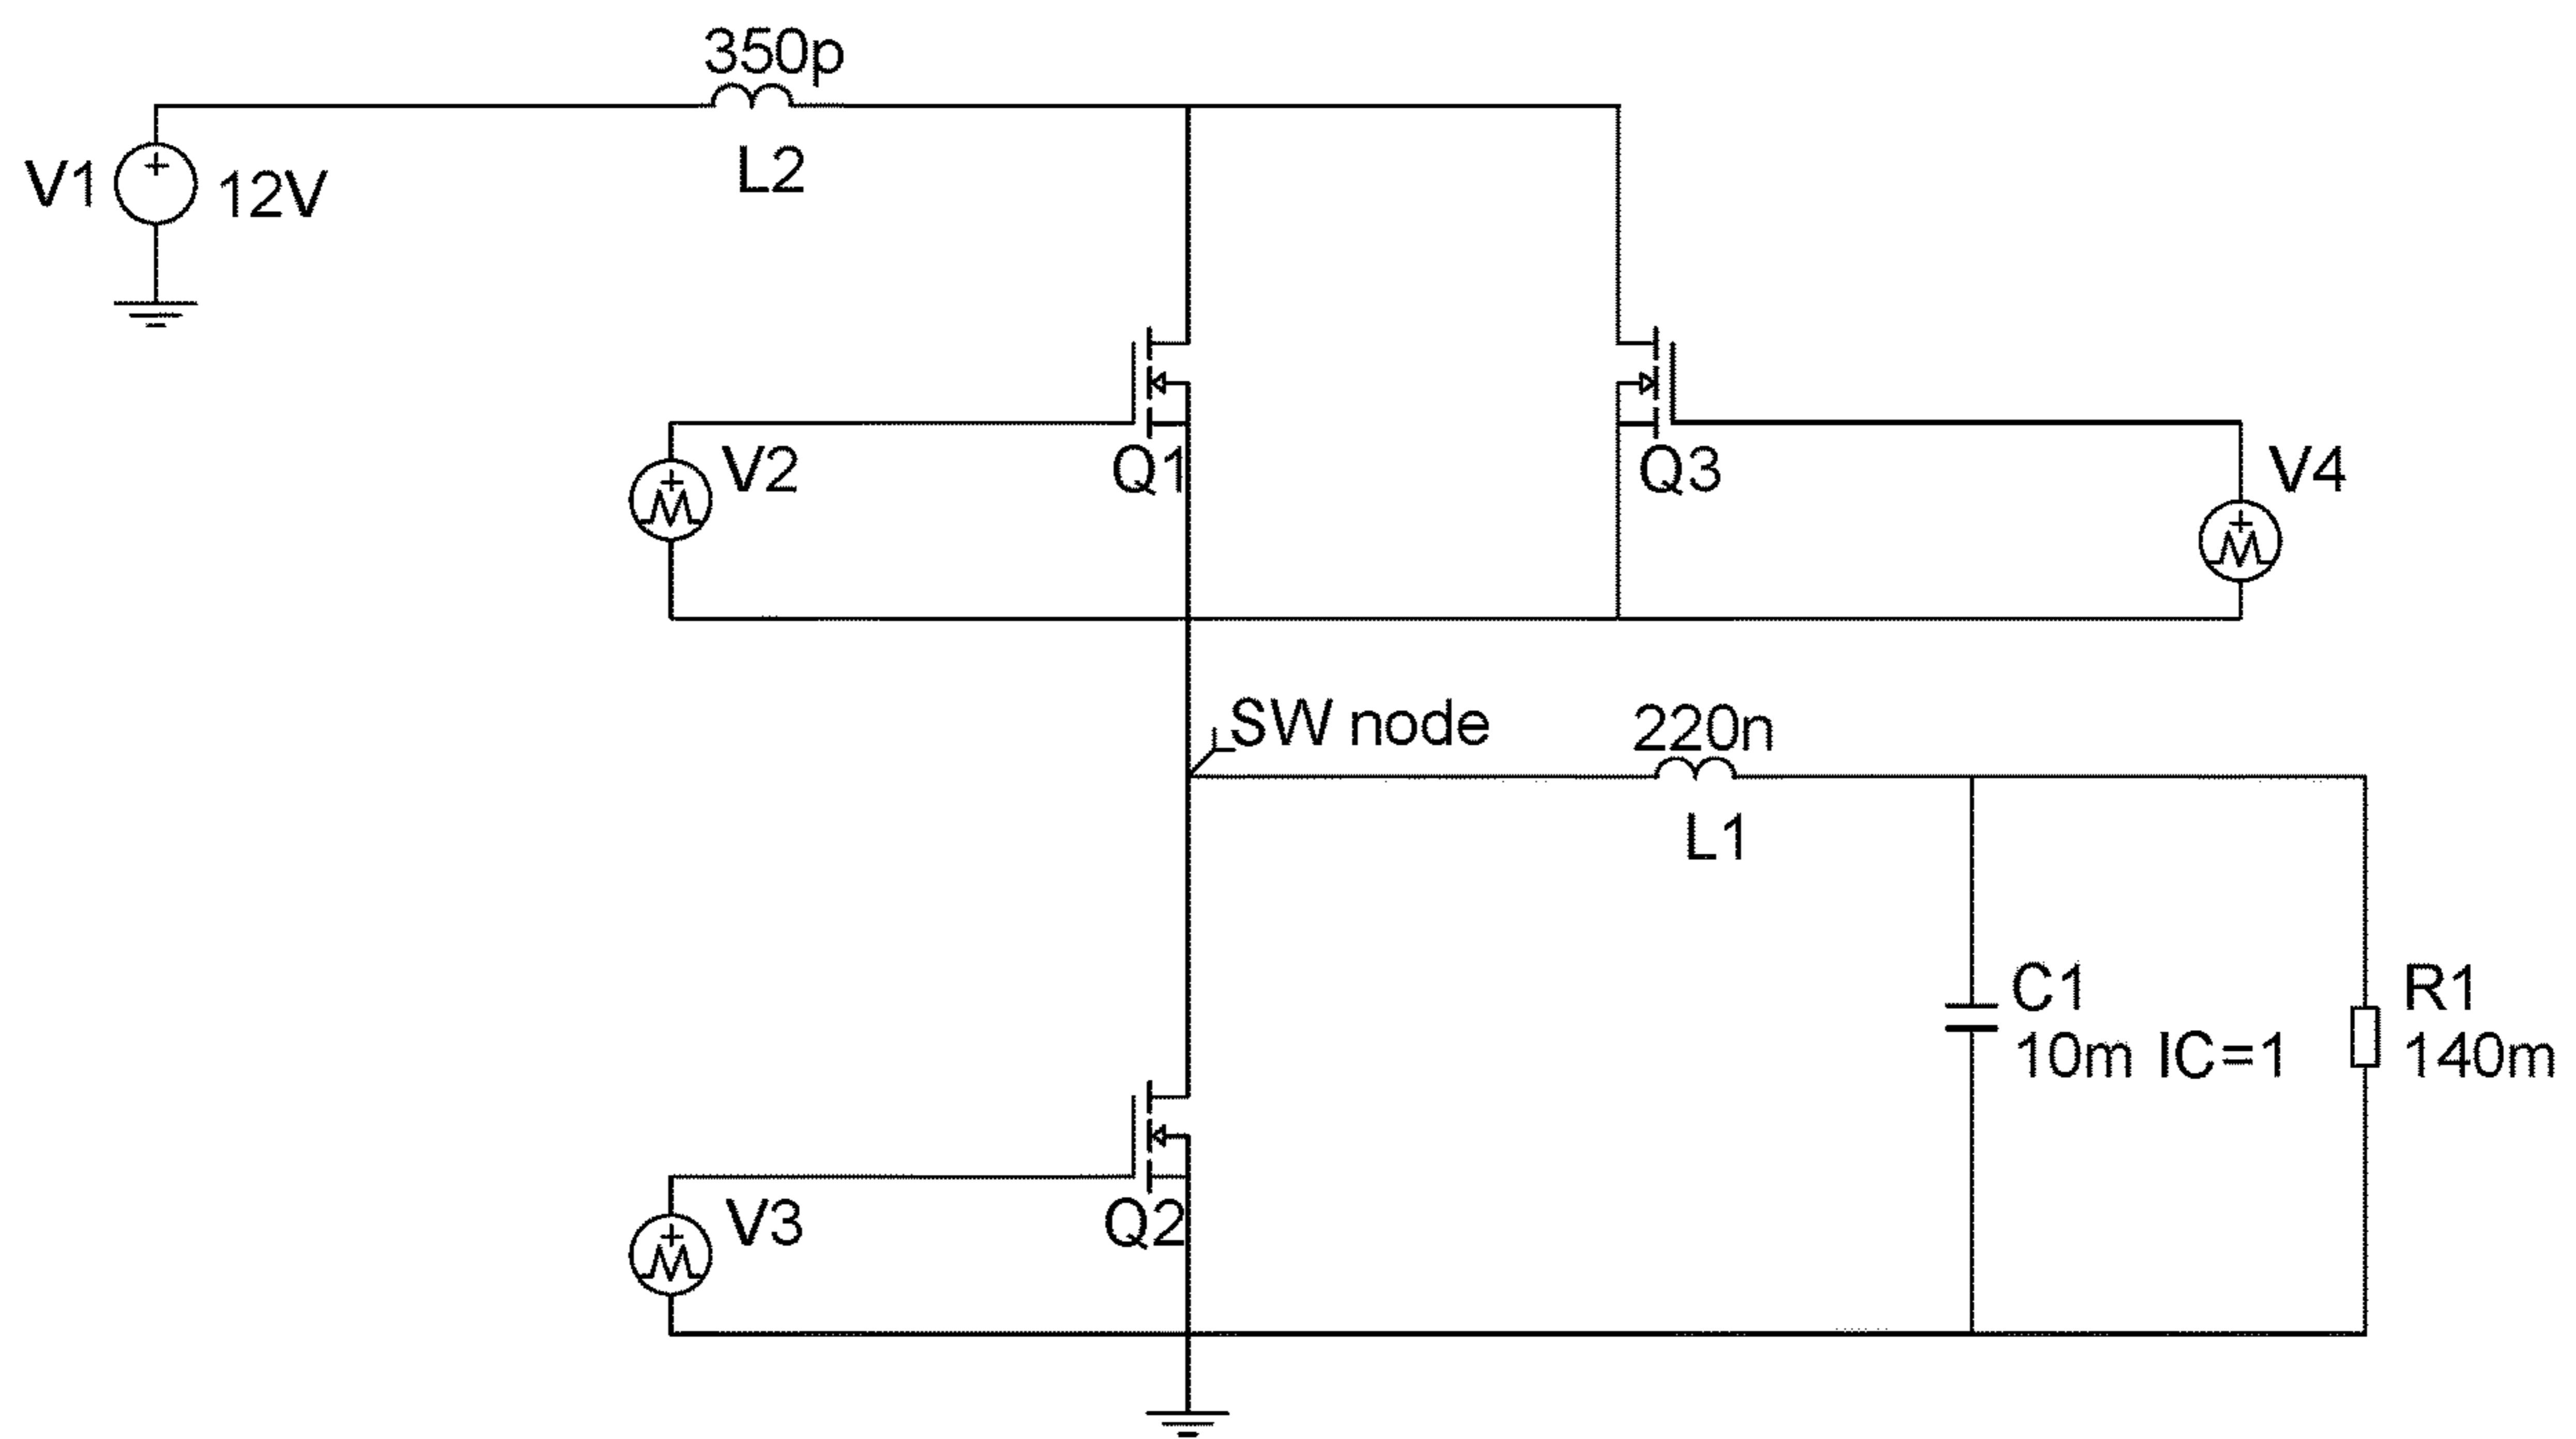 350p
L2
V1
12V
V2
Q1
Q3
V4
SW node
220n
L1
C1
10m IC=1
R1
140m
V3
Q2